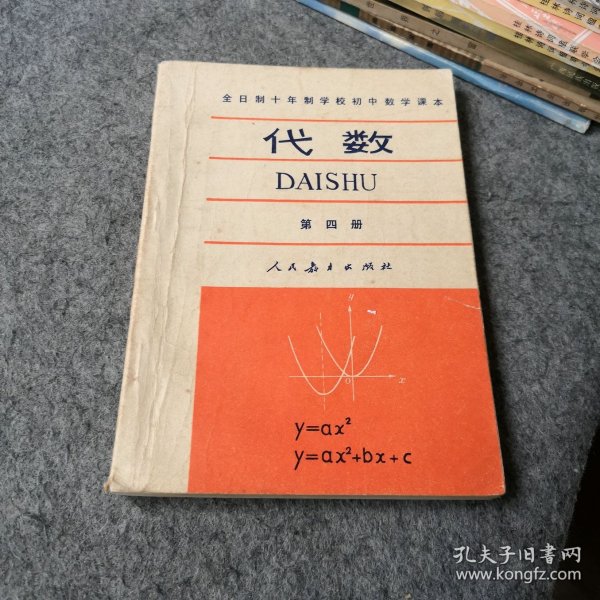 全日制十年制学校初中数学课本
代数
DAISHU
第四册
人民教育出版社
y
O
x
y=ax²
y=ax²+bx+c
孔夫子旧书网
www.kongfz.com